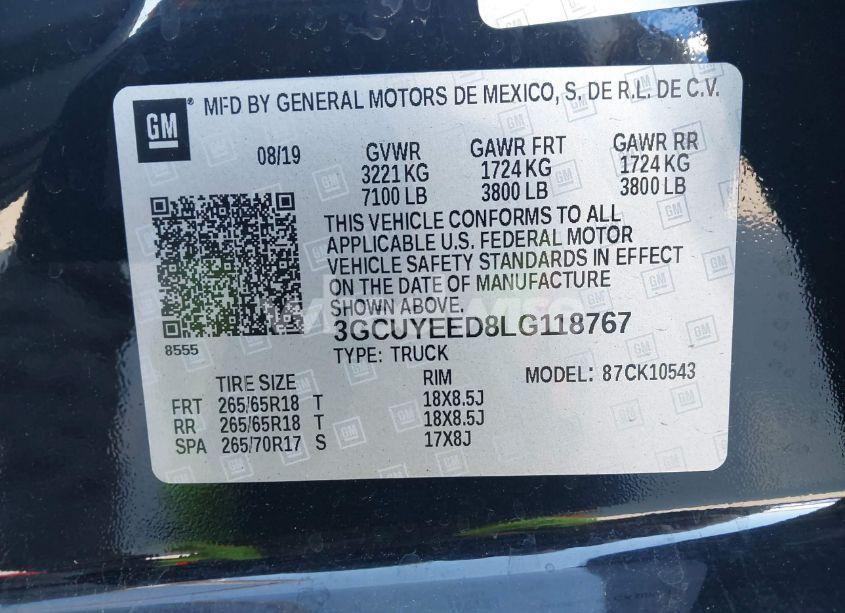 GM ® MFD BY GENERAL MOTORS DE MEXICO, S. DE R.L. DE C.V.
08/19 GVWR GAWR FRT GAWR RR
3221 KG 1724 KG 1724 KG
7100 LB 3800 LB 3800 LB
THIS VEHICLE CONFORMS TO ALL
APPLICABLE U.S. FEDERAL MOTOR
VEHICLE SAFETY STANDARDS IN EFFECT
ON THE DATE OF MANUFACTURE
SHOWN ABOVE.
3GCUYEED8LG118767
8555
TYPE: TRUCK
MODEL: 87CK10543
TIRE SIZE RIM
FRT 265/65R18 T 18X8.5J
RR 265/65R18 T 18X8.5J
SPA 265/70R17 S 17X8J